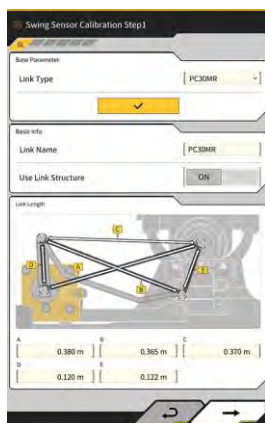 Swing Sensor Calibration Step1
Base Parameter
Link Type
PC30MR
Basic Info
Link Name
PC30MR
Use Link Structure
ON
Link Length
C
D
A
B
E
A
B
C
0.380 m
0.365 m
0.370 m
D
E
0.120 m
0.122 m